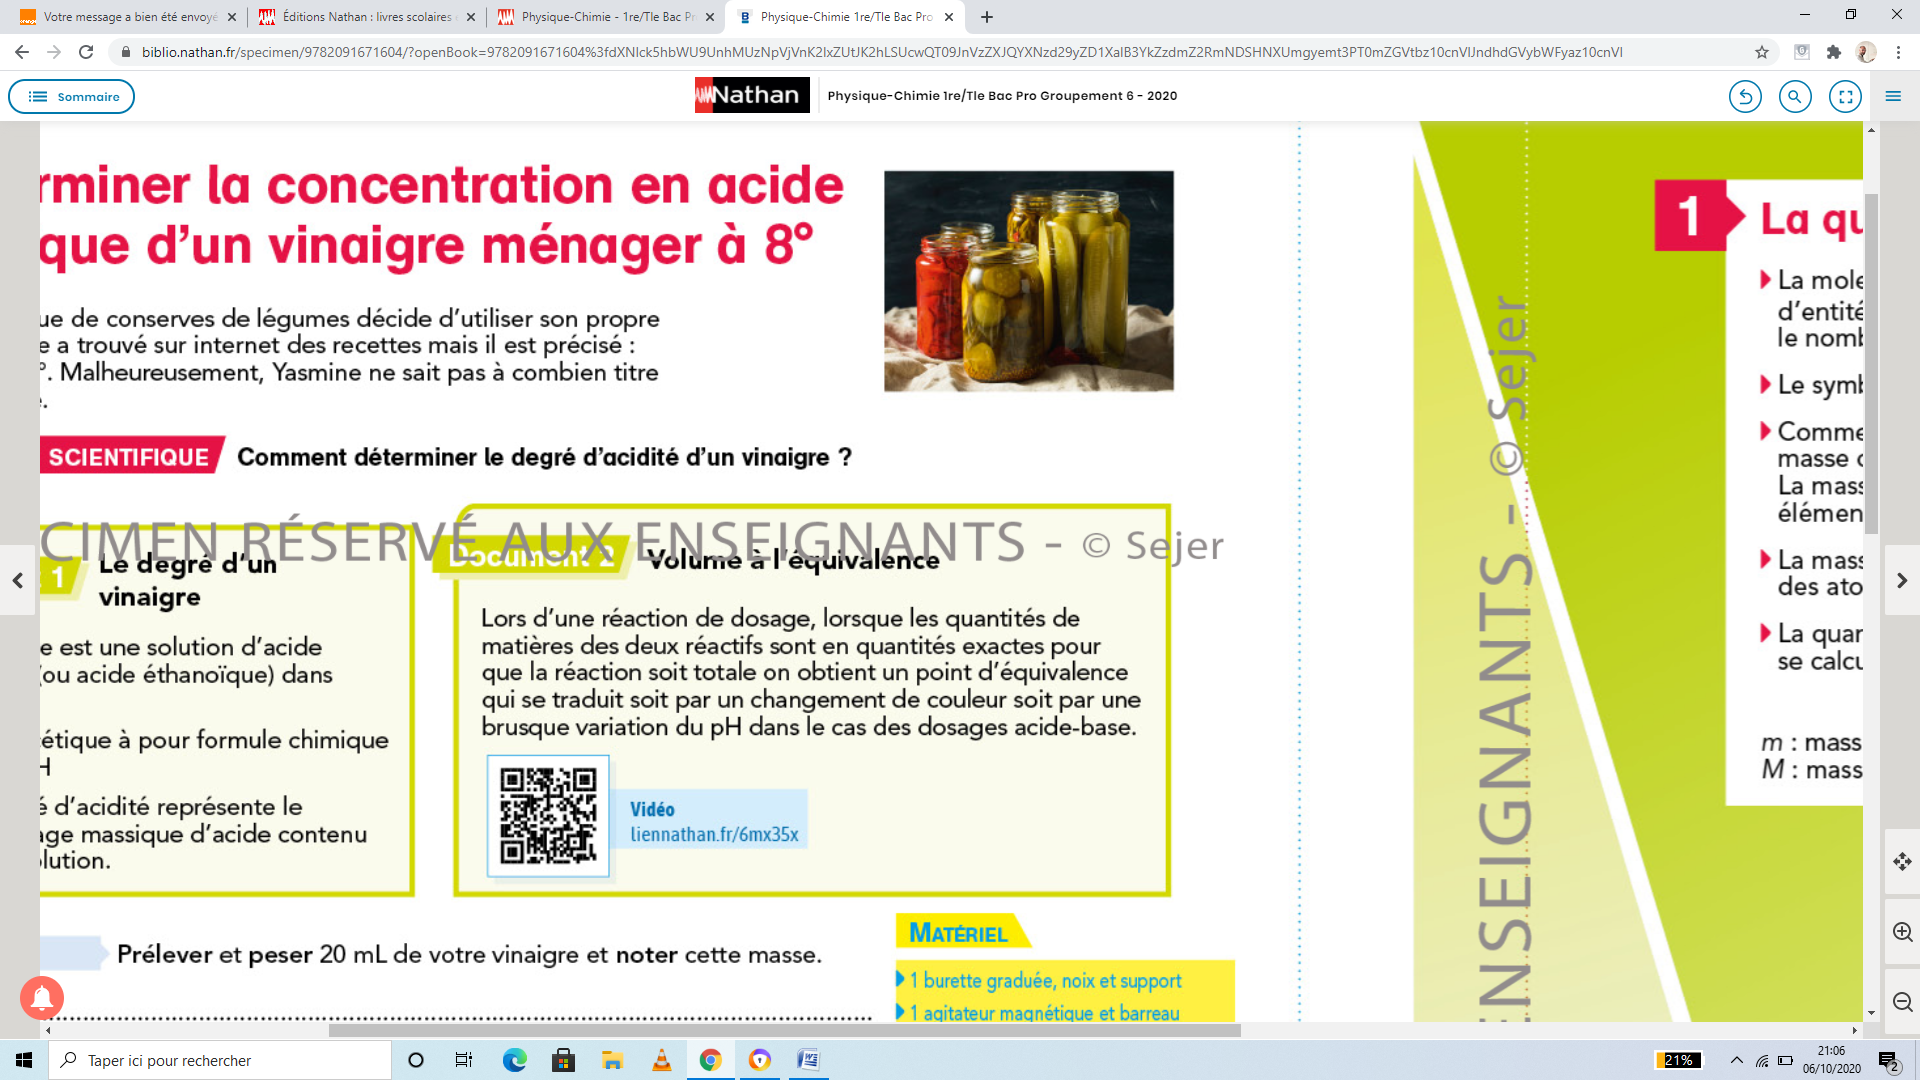 Votre message a bien été envoyé
Éditions Nathan : livres scolaires
Physique-Chimie - 1re/Tle Bac Pr
Physique-Chimie 1re/Tle Bac Pro
Sommaire
Nathan
Physique-Chimie 1re/Tle Bac Pro Groupement 6 - 2020
rminer la concentration en acide
que d'un vinaigre ménager à 8°
ue de conserves de légumes décide d'utiliser son propre
e a trouvé sur internet des recettes mais il est précisé :
°. Malheureusement, Yasmine ne sait pas à combien titre
e.
SCIENTIFIQUE Comment déterminer le degré d'acidité d'un vinaigre ?
CIMEN RÉSERVÉ AUX ENSEIGNANTS - © Sejer
1 Le degré d'un
vinaigre
e est une solution d'acide
(ou acide éthanoïque) dans
tétique à pour formule chimique
H
é d'acidité représente le
age massique d'acide contenu
olution.
Document 2 Volume à l'équivalence
Lors d'une réaction de dosage, lorsque les quantités de
matières des deux réactifs sont en quantités exactes pour
que la réaction soit totale on obtient un point d'équivalence
qui se traduit soit par un changement de couleur soit par une
brusque variation du pH dans le cas des dosages acide-base.
Vidéo
liennathan.fr/6mx35x
Prélever et peser 20 mL de votre vinaigre et noter cette masse.
MATÉRIEL
1 burette graduée, noix et support
1 agitateur magnétique et barreau
ENSEIGNANTS - © Sejer
1 La qu
La mole
d'entité
le nomb
Le symb
Comme
masse
La mass
élémen
La mass
des ato
La quan
se calcu
m : mass
M : mass
Taper ici pour rechercher
21%
21:06
06/10/2020
2